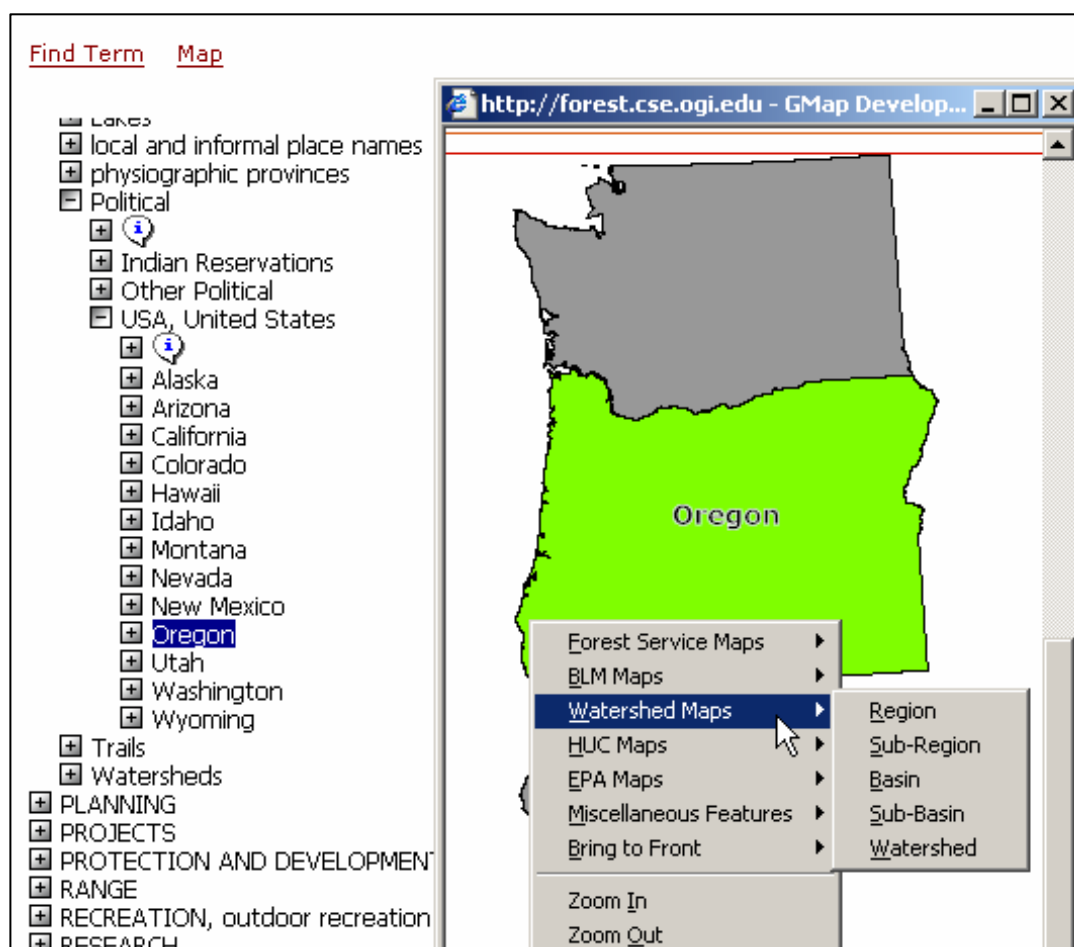 Find Term Map
Lakes
local and informal place names
physiographic provinces
Political
Indian Reservations
Other Political
USA, United States
Alaska
Arizona
California
Colorado
Hawaii
Idaho
Montana
Nevada
New Mexico
Oregon
Utah
Washington
Wyoming
Trails
Watersheds
PLANNING
PROJECTS
PROTECTION AND DEVELOPMENT
RANGE
RECREATION, outdoor recreation
RESEARCH
http://forest.cse.ogi.edu - GMap Develop...
Oregon
Forest Service Maps
BLM Maps
Watershed Maps
HUC Maps
EPA Maps
Miscellaneous Features
Bring to Front
Zoom In
Zoom Out
Region
Sub-Region
Basin
Sub-Basin
Watershed